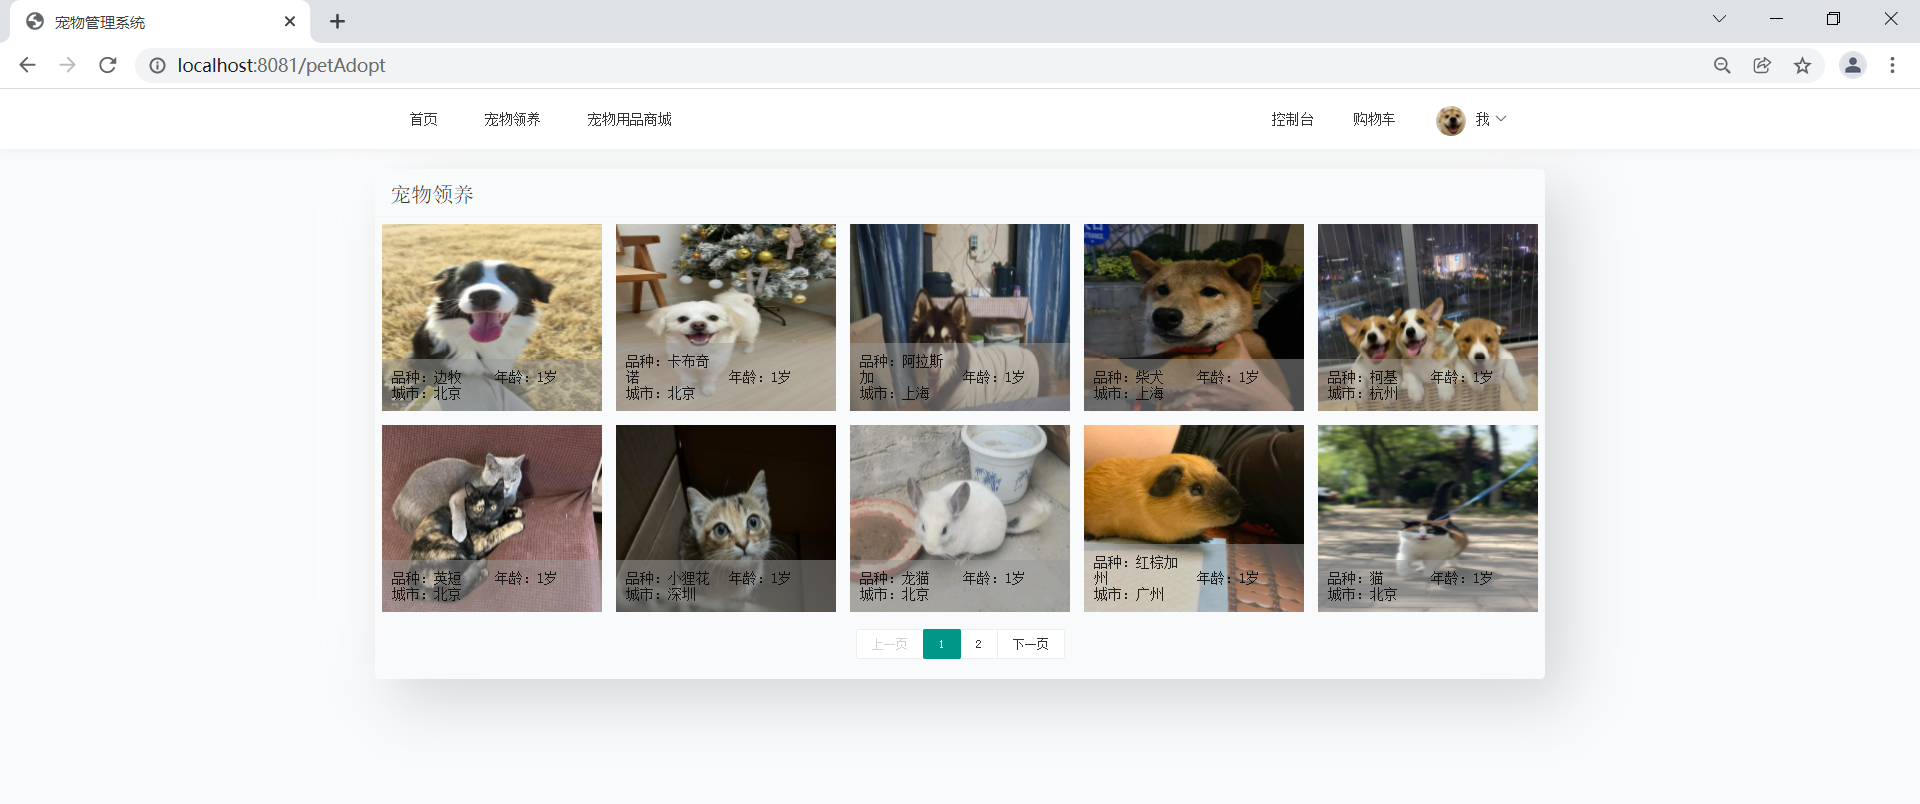 宠物管理系统
localhost:8081/petAdopt
首页 宠物领养 宠物用品商城 控制台 购物车 我
宠物领养
品种：边牧 年龄：1岁
城市：北京
品种：卡布奇
诺 年龄：1岁
城市：北京
品种：阿拉斯
加 年龄：1岁
城市：上海
品种：柴犬 年龄：1岁
城市：上海
品种：柯基 年龄：1岁
城市：杭州
品种：英短 年龄：1岁
城市：北京
品种：小狸花 年龄：1岁
城市：深圳
品种：龙猫 年龄：1岁
城市：北京
品种：红棕加
州 年龄：1岁
城市：广州
品种：猫 年龄：1岁
城市：北京
上一页 1 2 下一页